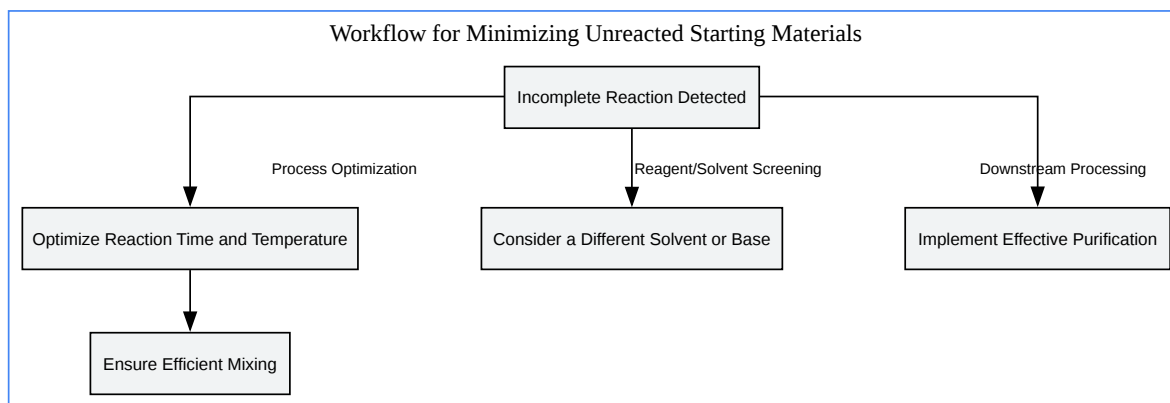 Workflow for Minimizing Unreacted Starting Materials
Incomplete Reaction Detected
Process Optimization
Reagent/Solvent Screening
Downstream Processing
Optimize Reaction Time and Temperature
Consider a Different Solvent or Base
Implement Effective Purification
Ensure Efficient Mixing